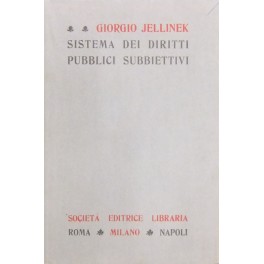 GIORGIO JELLINEK
SISTEMA DEI DIRITTI
PUBBLICI SUBBIETTIVI
SOCIETÀ EDITRICE LIBRARIA
ROMA MILANO NAPOLI